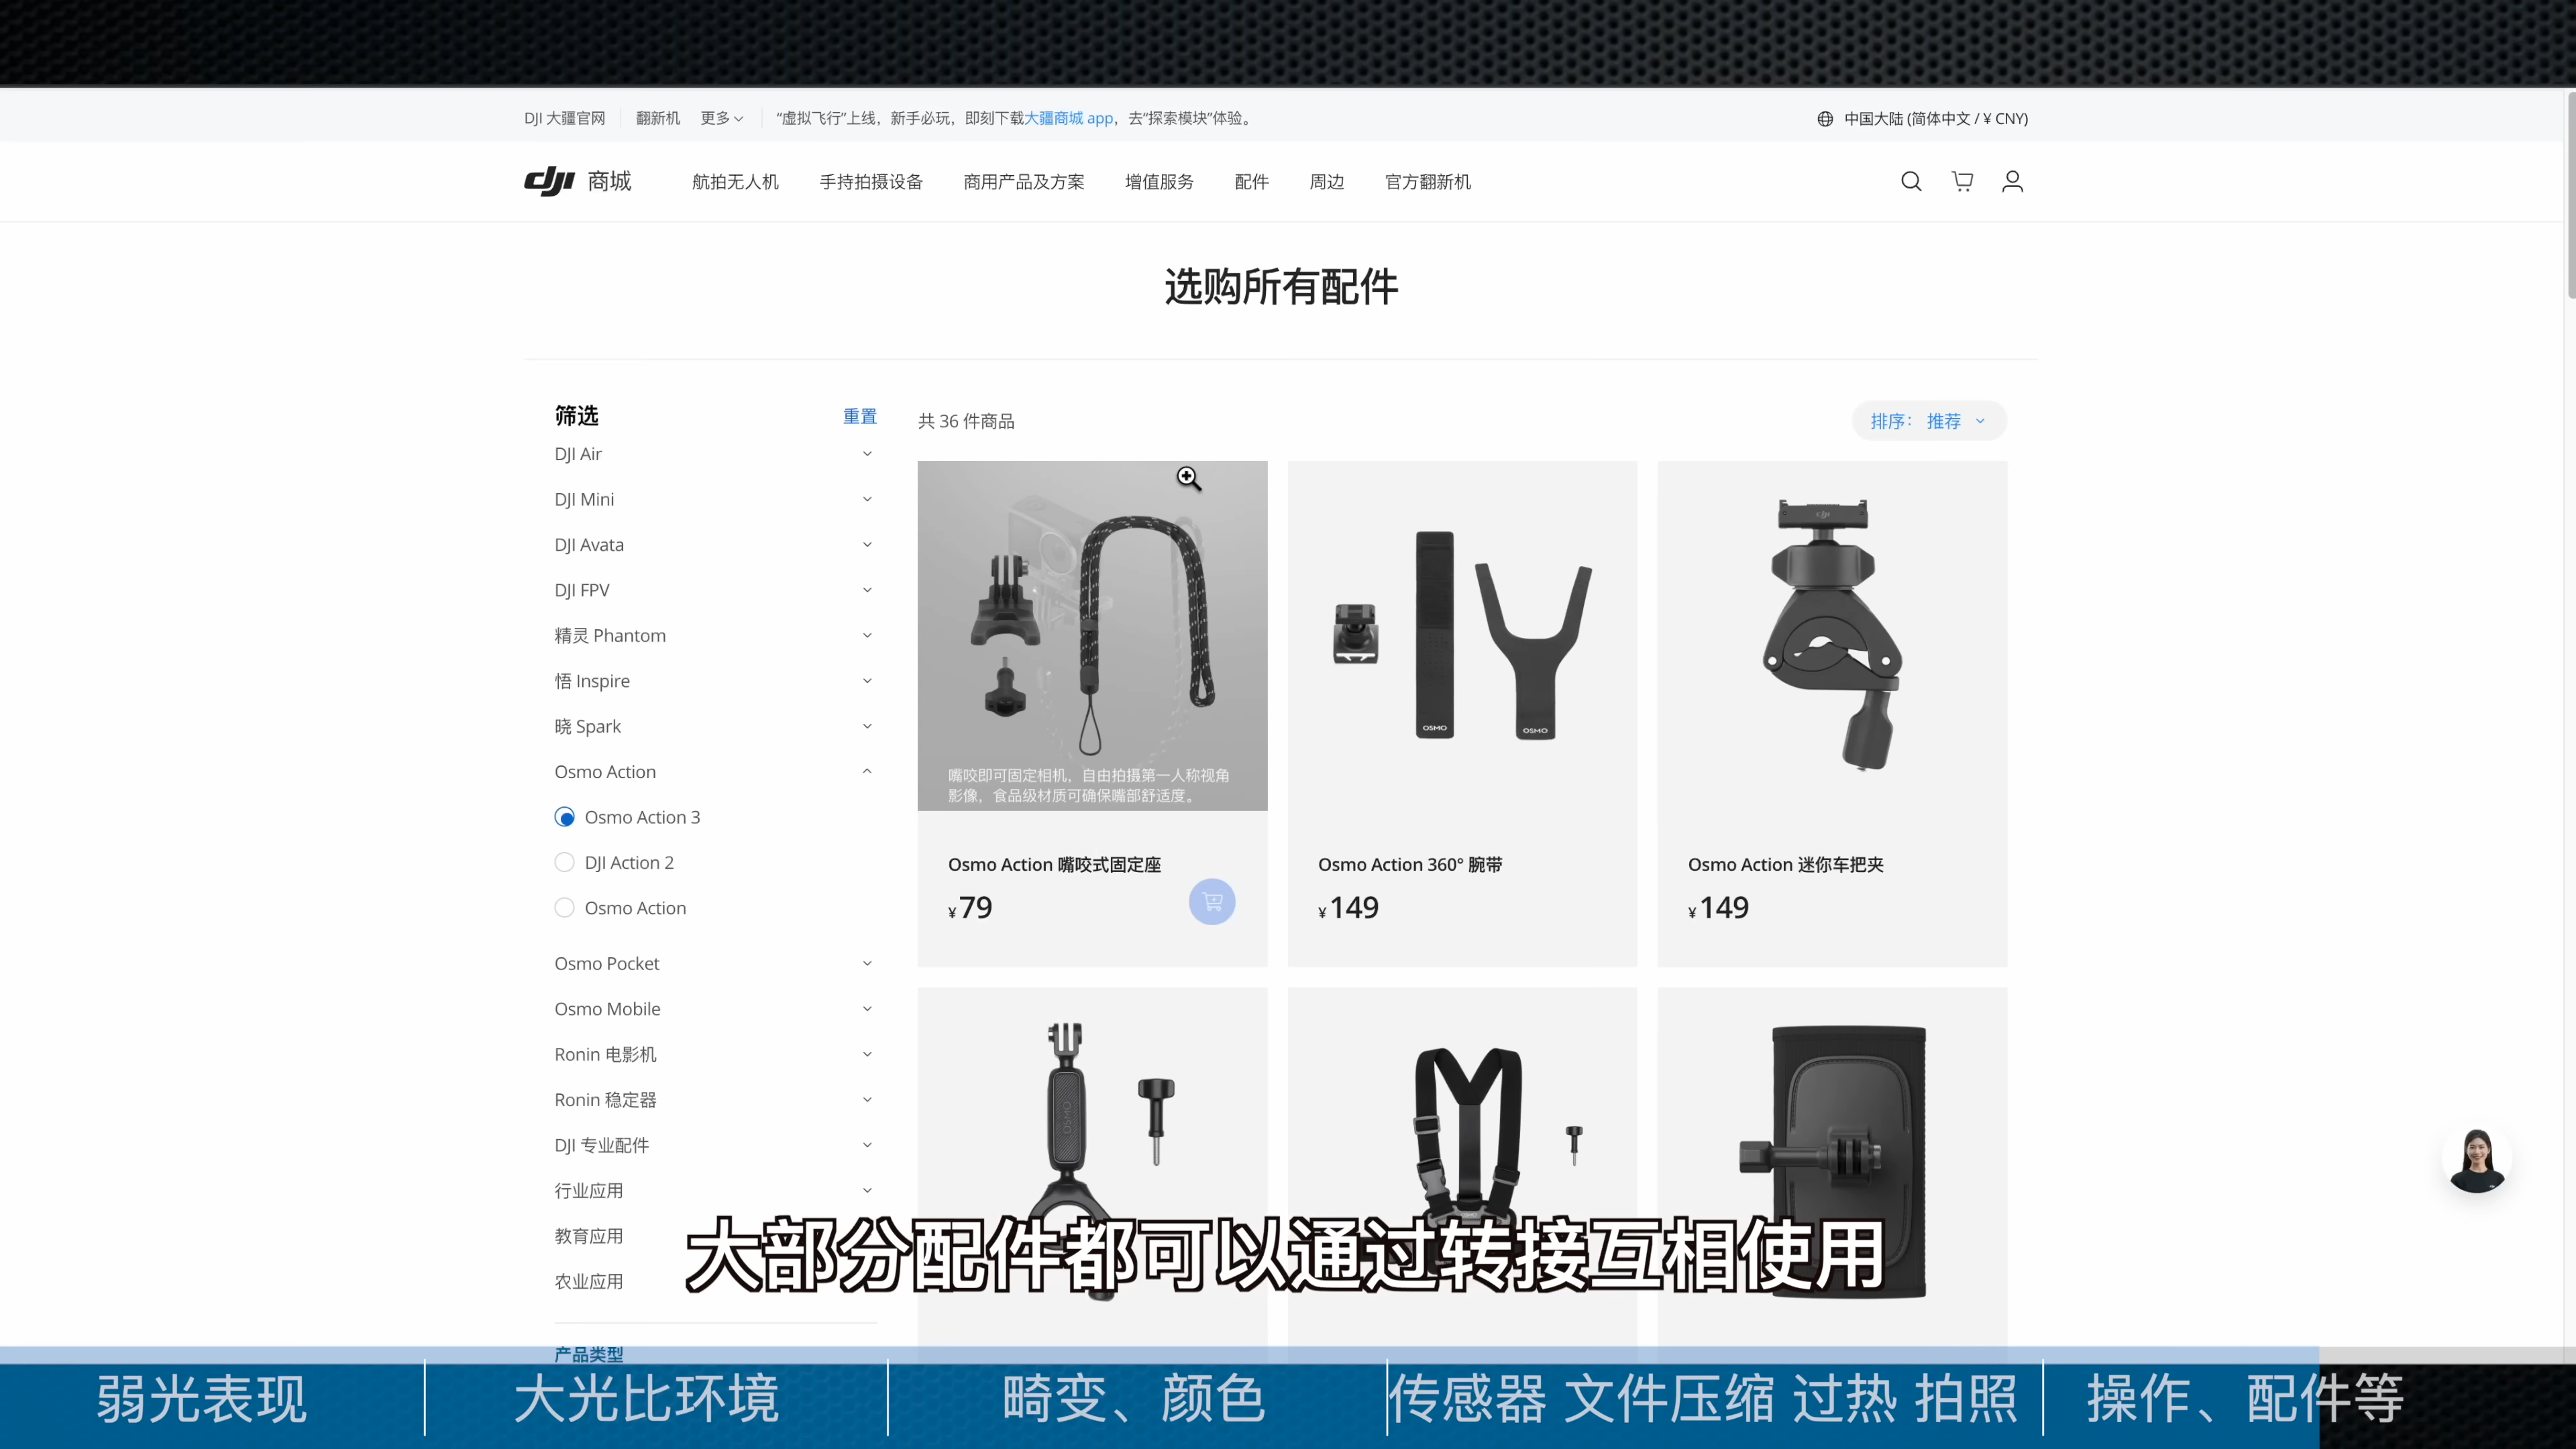 DJI 大疆官网
翻新机
更多
“虚拟飞行”上线，新手必玩，即刻下载大疆商城 app，去“探索模块”体验。
中国大陆 (简体中文 / ¥ CNY)
dji 商城
航拍无人机
手持拍摄设备
商用产品及方案
增值服务
配件
周边
官方翻新机
选购所有配件
筛选
重置
DJI Air
DJI Mini
DJI Avata
DJI FPV
精灵 Phantom
悟 Inspire
晓 Spark
Osmo Action
Osmo Action 3
DJI Action 2
Osmo Action
Osmo Pocket
Osmo Mobile
Ronin 电影机
Ronin 稳定器
DJI 专业配件
行业应用
教育应用
农业应用
产品类型
共 36 件商品
排序： 推荐
嘴咬即可固定相机，自由拍摄第一人称视角
影像，食品级材质可确保嘴部舒适度。
Osmo Action 嘴咬式固定座
¥ 79
OSMO
OSMO
Osmo Action 360° 腕带
¥ 149
dji
Osmo Action 迷你车把夹
¥ 149
OSMO
大部分配件都可以通过转接互相使用
弱光表现
大光比环境
畸变、颜色
传感器 文件压缩 过热 拍照
操作、配件等